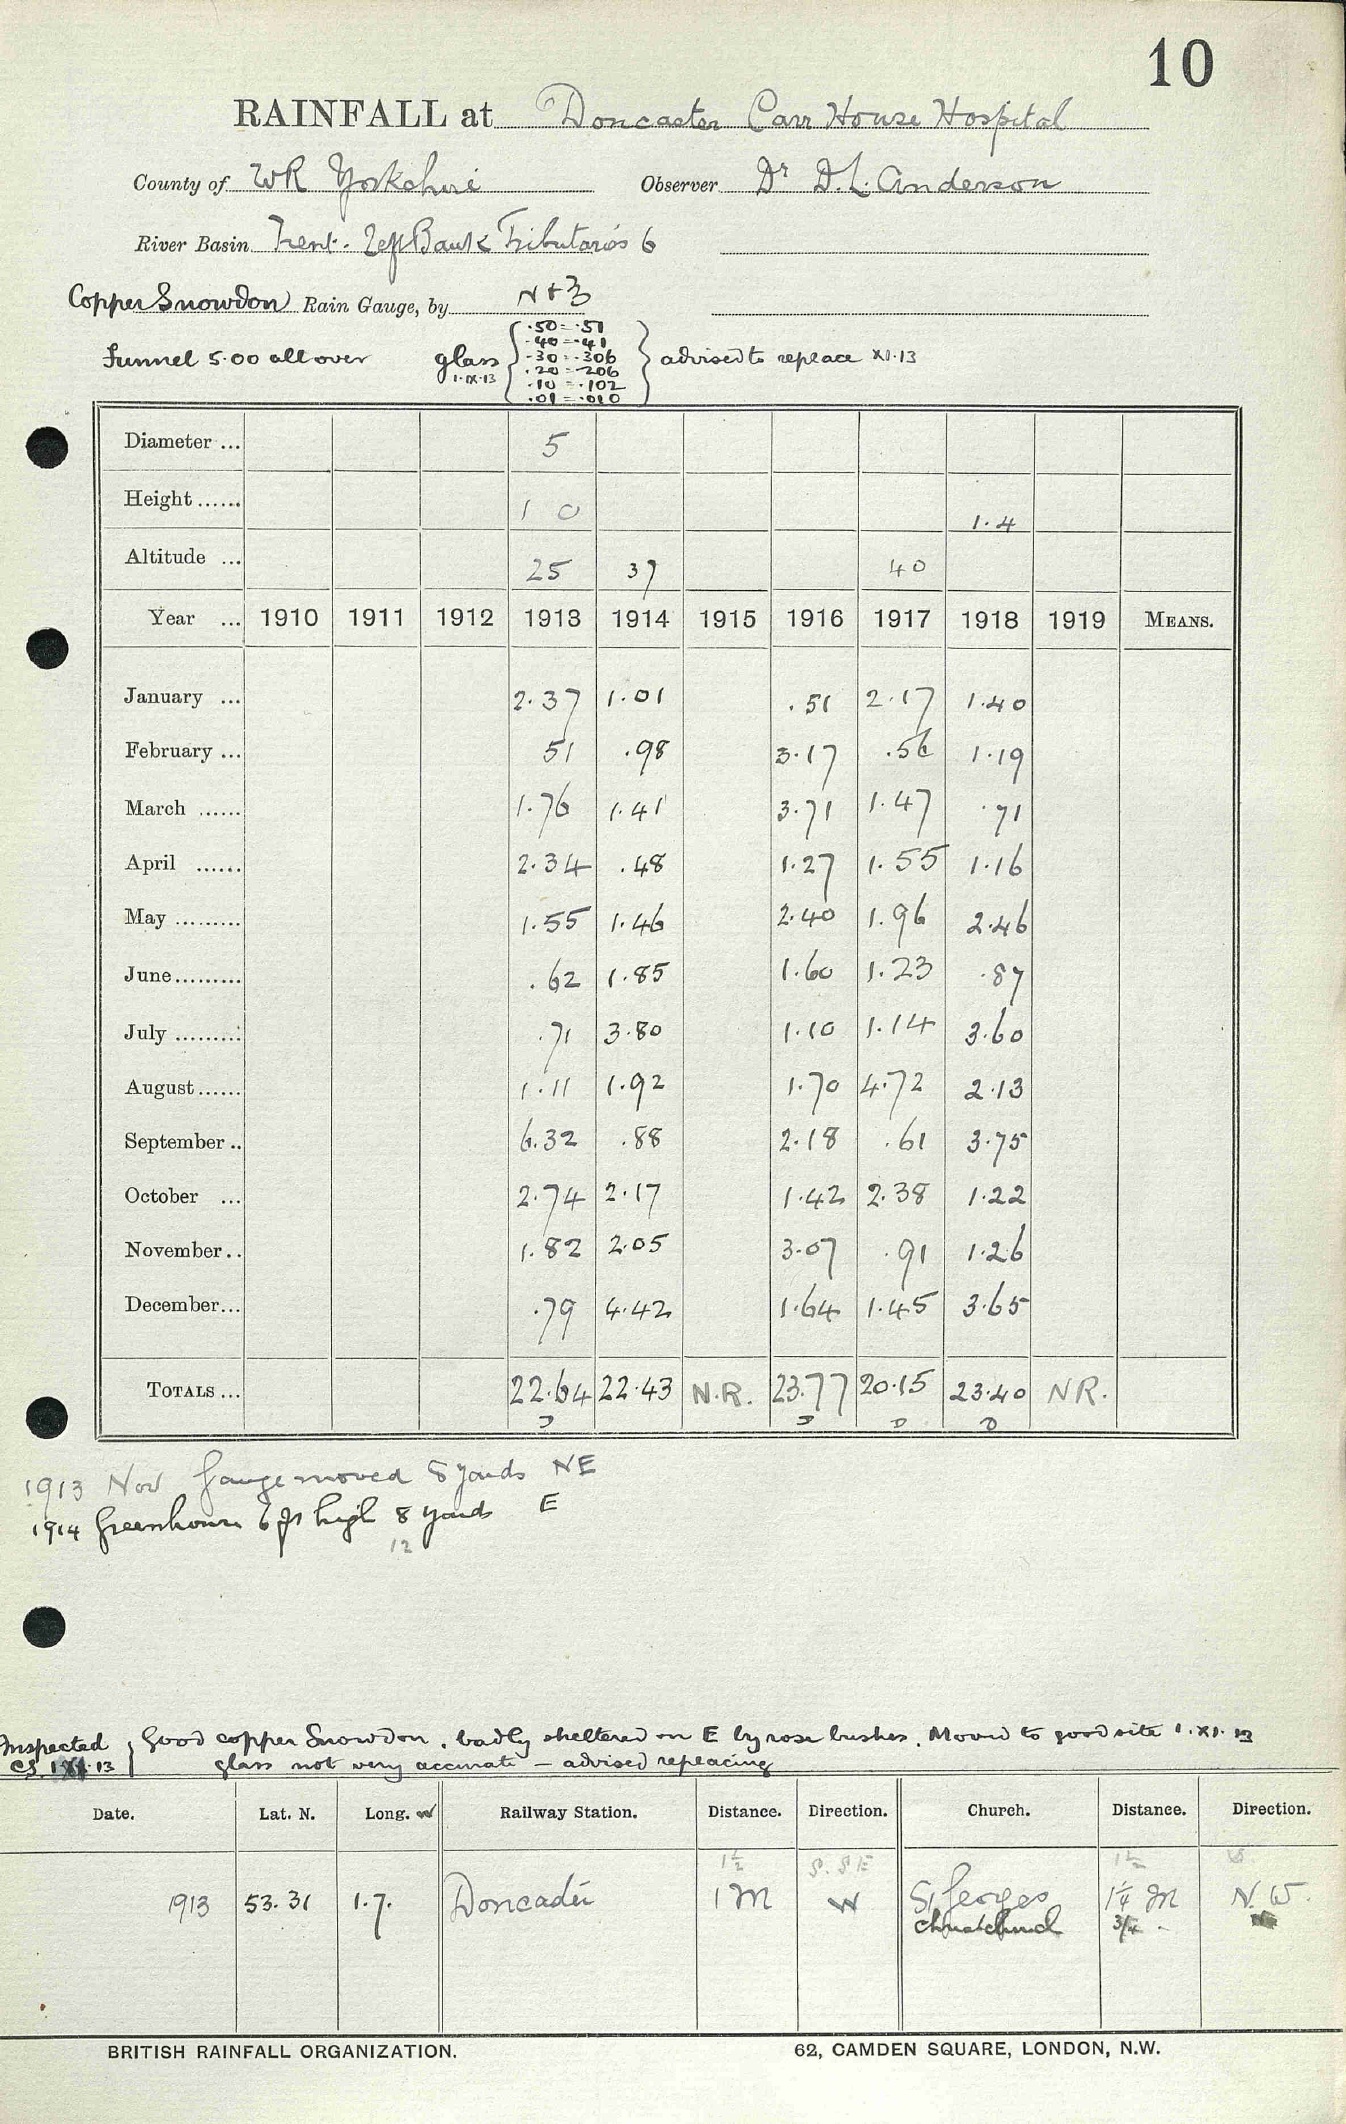 10
RAINFALL at Doncaster Carr House Hospital
County of WR Yorkshire Observer Dr D. L. Anderson
River Basin Trent. Left Bank Tributaries 6
Copper Snowdon Rain Gauge, by N & Z
Funnel 5.00 all over glass 1.IX.13 { .50 = .51 } advised to replace XI.13
.40 = .41
.30 = .306
.20 = .206
.10 = .102
.01 = .010
Diameter ... 5
Height ...... 1 0 1.4
Altitude ... 25 37 40
Year ... 1910 1911 1912 1913 1914 1915 1916 1917 1918 1919 MEANS.
January ... 2.37 1.01 .51 2.17 1.40
February ... 51 .98 3.17 .56 1.19
March ...... 1.76 1.41 3.71 1.47 .71
April ...... 2.34 .48 1.27 1.55 1.16
May ......... 1.55 1.46 2.40 1.96 2.46
June ......... .62 1.85 1.60 1.23 .87
July ......... .71 3.80 1.10 1.14 3.60
August ...... 1.11 1.92 1.70 4.72 2.13
September .. 6.32 .88 2.18 .61 3.75
October ... 2.74 2.17 1.42 2.38 1.22
November .. 1.82 2.05 3.07 .91 1.26
December... .79 4.42 1.64 1.45 3.65
TOTALS ... 22.64 22.43 N.R. 23.77 20.15 23.40 NR.
1913 Nov Gauge moved 8 yards NE
1914 Greenhouse 6 ft high 8 yards E
12
Inspected } Good copper Snowdon, badly sheltered on E by rose bushes. Moved to good site 1.XI.13
glass not very accurate – advised replacing
Date. Lat. N. Long. W Railway Station. Distance. Direction. Church. Distance. Direction.
1½ S.SE 1½
1913 53.31 1.7. Doncaster 1 M W St Georges 1¼ M N.W.
Christchurch 3/4
BRITISH RAINFALL ORGANIZATION. 62, CAMDEN SQUARE, LONDON, N.W.